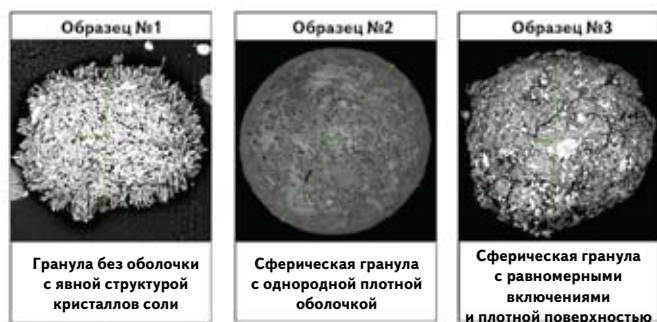 Образец №1
Образец №2
Образец №3
Гранула без оболочки
с явной структурой
кристаллов соли
Сферическая гранула
с однородной плотной
оболочкой
Сферическая гранула
с равномерными
включениями
и плотной поверхностью